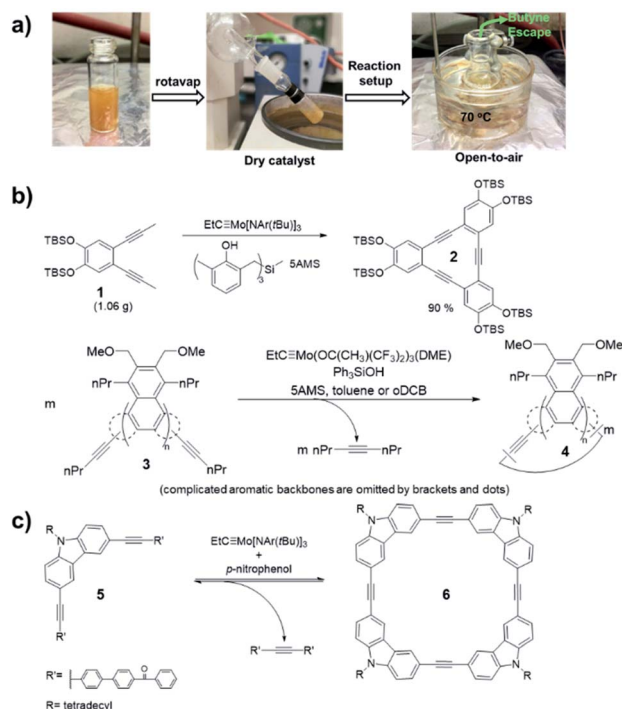 a)
Butyne
Escape
rotavap
Reaction
setup
70 °C
Dry catalyst
Open-to-air
b)
OTBS
OTBS
EtC≡Mo[NAr(tBu)]3
TBSO
TBSO
OH
Si
3
5AMS
TBSO
TBSO
2
OTBS
OTBS
1
(1.06 g)
90 %
MeO
OMe
nPr
nPr
m
n
nPr
nPr
3
EtC≡Mo(OC(CH3)(CF3)2)3(DME)
Ph3SiOH
5AMS, toluene or oDCB
m nPr
nPr
MeO
OMe
nPr
nPr
n
m
4
(complicated aromatic backbones are omitted by brackets and dots)
c)
R
N
R'
5
R'
EtC≡Mo[NAr(tBu)]3
+
p-nitrophenol
R'
R'
R
N
R
N
6
N
R
N
R
R'=
O
R= tetradecyl